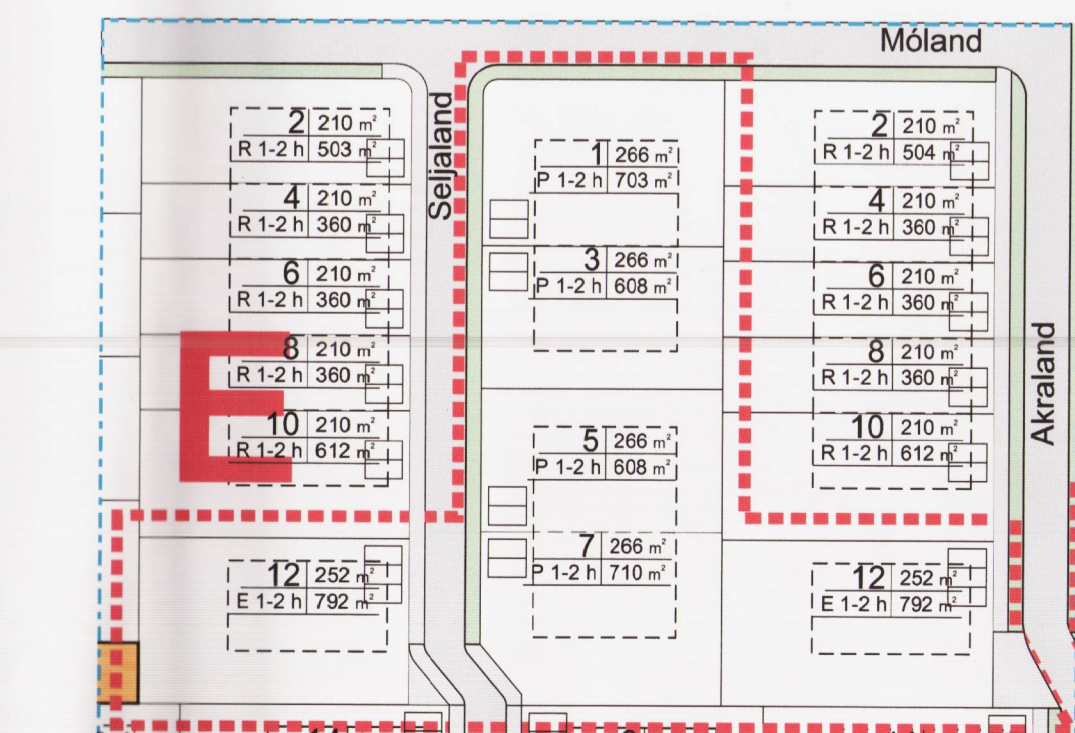 Móland
Seljaland
Akraland
2 210 m²
R 1-2 h 503 m²
4 210 m²
R 1-2 h 360 m²
6 210 m²
R 1-2 h 360 m²
8 210 m²
R 1-2 h 360 m²
10 210 m²
R 1-2 h 612 m²
E
12 252 m²
E 1-2 h 792 m²
1 266 m²
P 1-2 h 703 m²
3 266 m²
P 1-2 h 608 m²
5 266 m²
P 1-2 h 608 m²
7 266 m²
P 1-2 h 710 m²
2 210 m²
R 1-2 h 504 m²
4 210 m²
R 1-2 h 360 m²
6 210 m²
R 1-2 h 360 m²
8 210 m²
R 1-2 h 360 m²
10 210 m²
R 1-2 h 612 m²
12 252 m²
E 1-2 h 792 m²